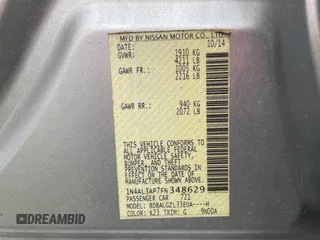 MFD BY NISSAN MOTOR CO., LTD.
DATE: 10/14
GVWR: 1910 KG
4211 LB
GAWR FR: 1005 KG
2216 LB
GAWR RR: 940 KG
2072 LB
THIS VEHICLE CONFORMS TO ALL APPLICABLE
FEDERAL MOTOR VEHICLE SAFETY, BUMPER,
AND THEFT PREVENTION STANDARDS IN EFFECT
ON THE DATE OF MANUFACTURE SHOWN ABOVE.
1N4AL3AP7FN348629
PASSENGER CAR 721
MODEL: BDBALGZL33EUA----H
COLOR: K23 TRIM: G 9N00A
© AUTOBIDMASTER